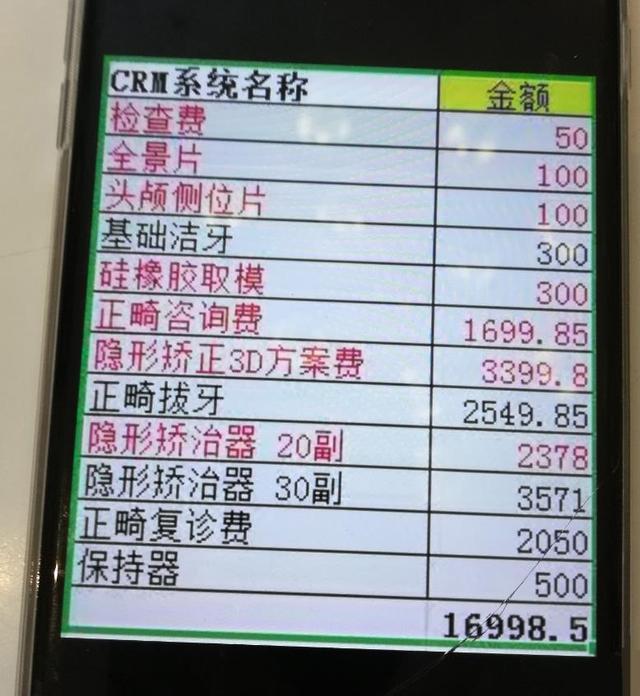 CRM系统名称 金额
检查费 50
全景片 100
头颅侧位片 100
基础洁牙 300
硅橡胶取模 300
正畸咨询费 1699.85
隐形矫正3D方案费 3399.8
正畸拔牙 2549.85
隐形矫治器 20副 2378
隐形矫治器 30副 3571
正畸复诊费 2050
保持器 500
16998.5